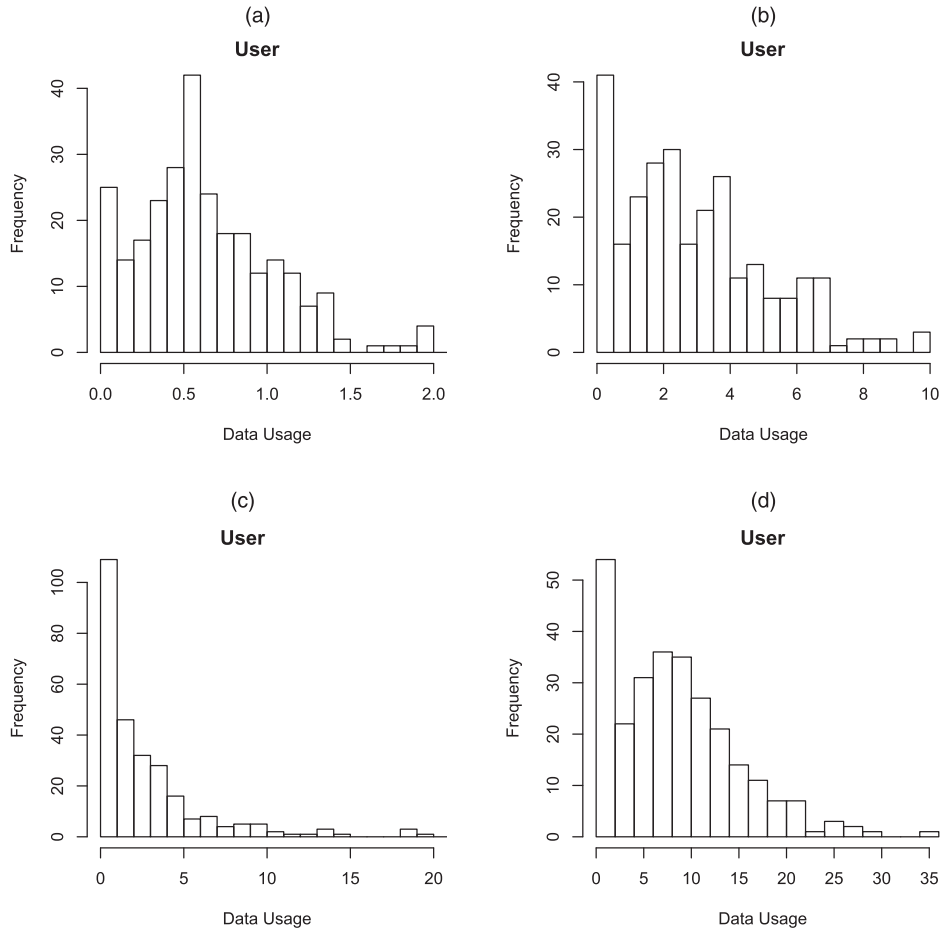 (a)
User
Frequency
0 10 20 30 40
0.0 0.5 1.0 1.5 2.0
Data Usage
(b)
User
Frequency
0 10 20 30 40
0 2 4 6 8 10
Data Usage
(c)
User
Frequency
0 20 40 60 80 100
0 5 10 15 20
Data Usage
(d)
User
Frequency
0 10 20 30 40 50
0 5 10 15 20 25 30 35
Data Usage